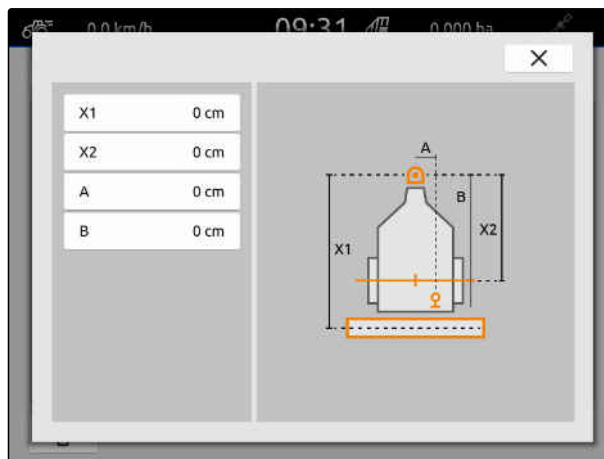 0.0 km/h 09:31 0.000 ha
X1 0 cm
X2 0 cm
A 0 cm
B 0 cm
A
B
X2
X1